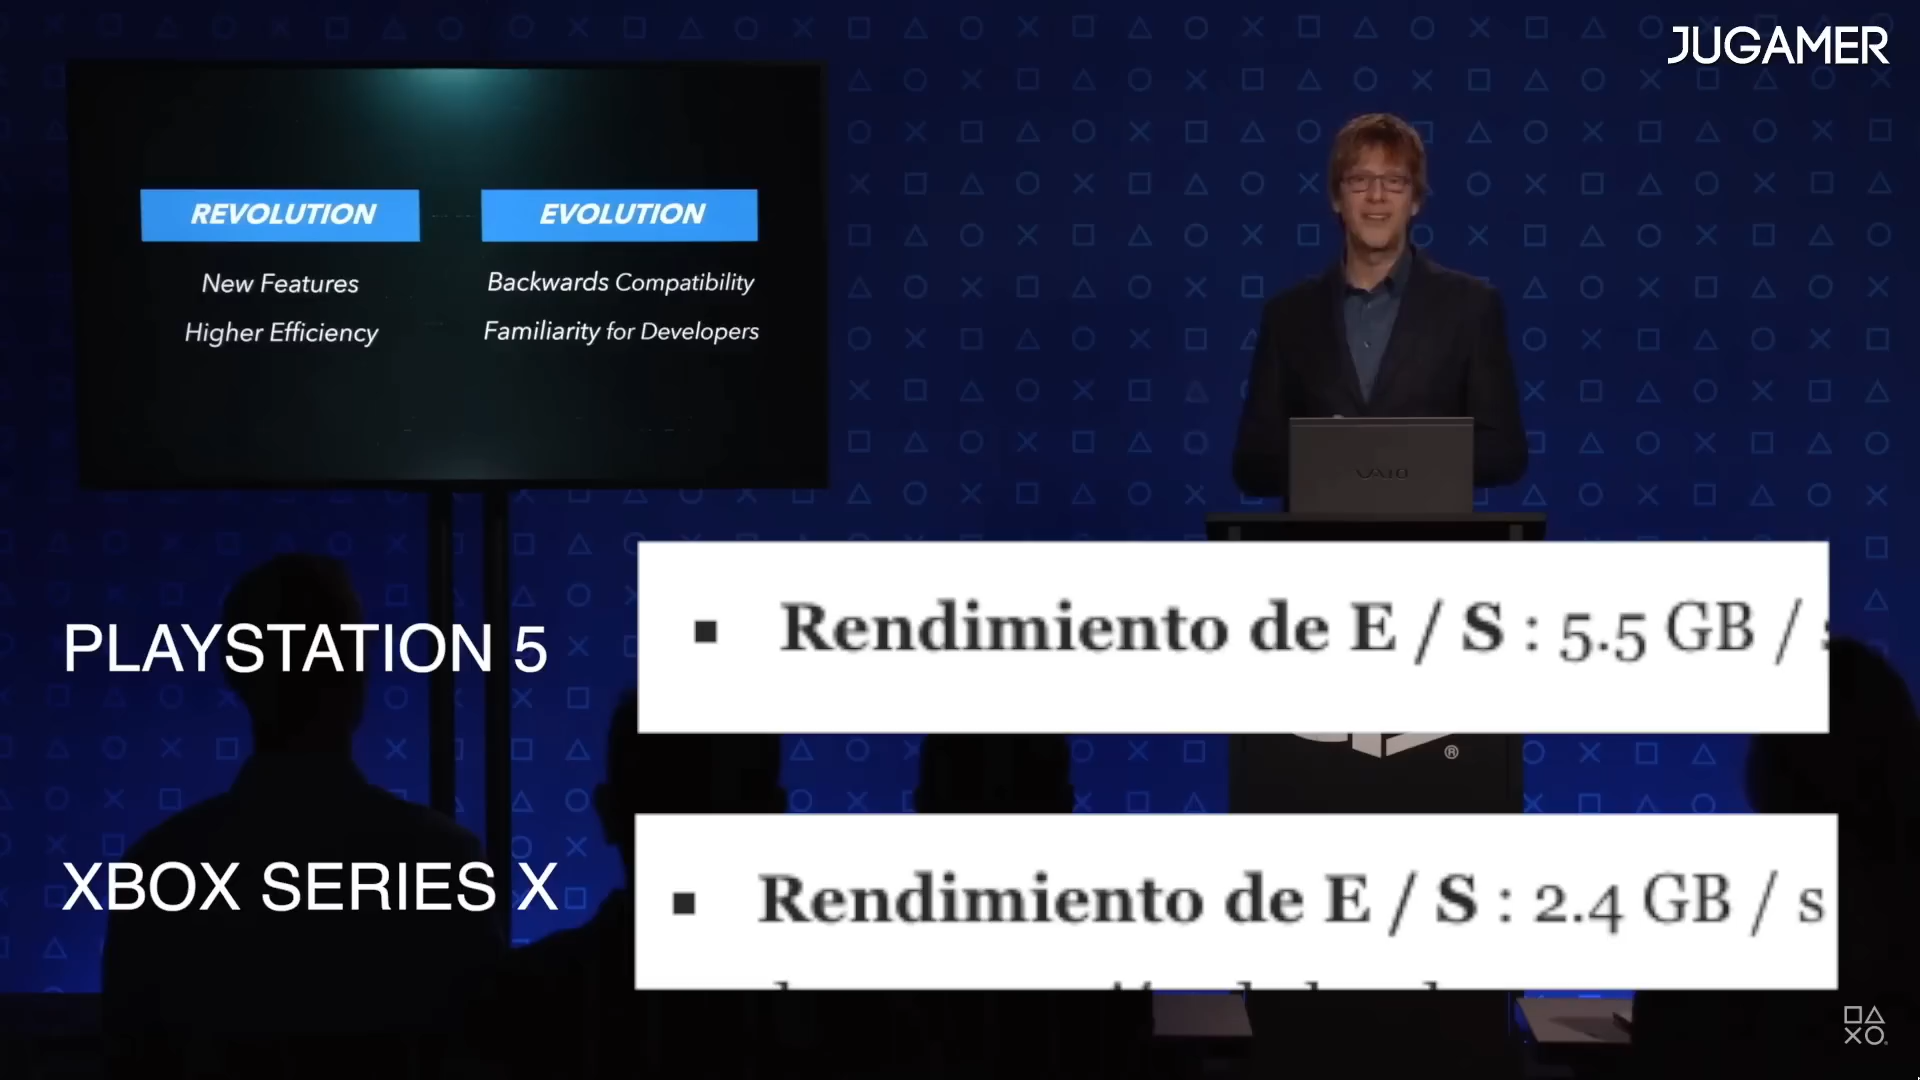 JUGAMER
REVOLUTION
EVOLUTION
New Features
Backwards Compatibility
Higher Efficiency
Familiarity for Developers
VAIO
PLAYSTATION 5
▪ Rendimiento de E / S : 5.5 GB /
®
XBOX SERIES X
▪ Rendimiento de E / S : 2.4 GB / s